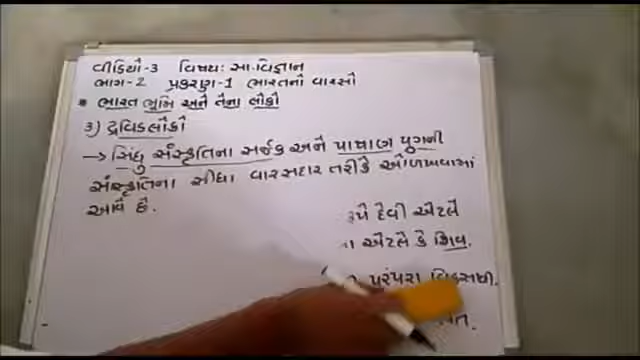 વીડિયો-3 વિષય: સા.વિજ્ઞાન
ભાગ-2 પ્રકરણ-1 ભારતનો વારસો
* ભારત ભૂમિ અને તેના લોકો
3) દ્રવિડલોકો
→ સિંધુ સંસ્કૃતિના સર્જક અને પાષાણ યુગની
સંસ્કૃતિના સીધા વારસદાર તરીકે ઓળખવામાં
આવે છે.
દેવી એટલે
એટલે કે શિવ.
પરંપરા